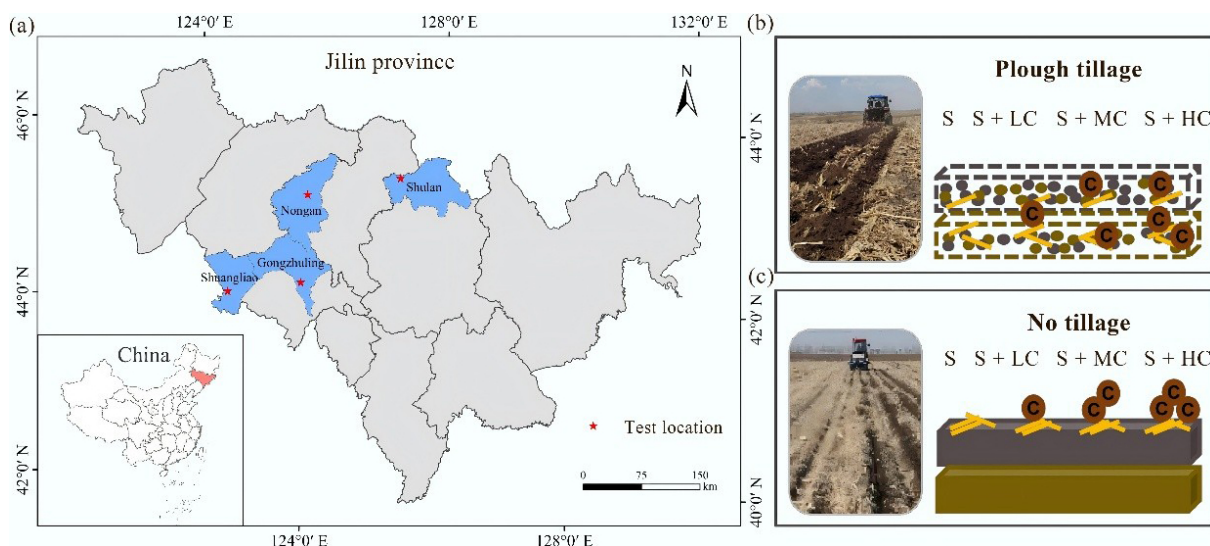 (a)
124°0′ E
128°0′ E
132°0′ E
Jilin province
N
46°0′ N
44°0′ N
42°0′ N
44°0′ N
42°0′ N
40°0′ N
Nongan
Shulan
Gongzhuling
Shuangliao
China
Test location
0 75 150
km
124°0′ E
128°0′ E
(b)
Plough tillage
S S + LC S + MC S + HC
C C
C C
C C
(c)
No tillage
S S + LC S + MC S + HC
C
C C
C C C